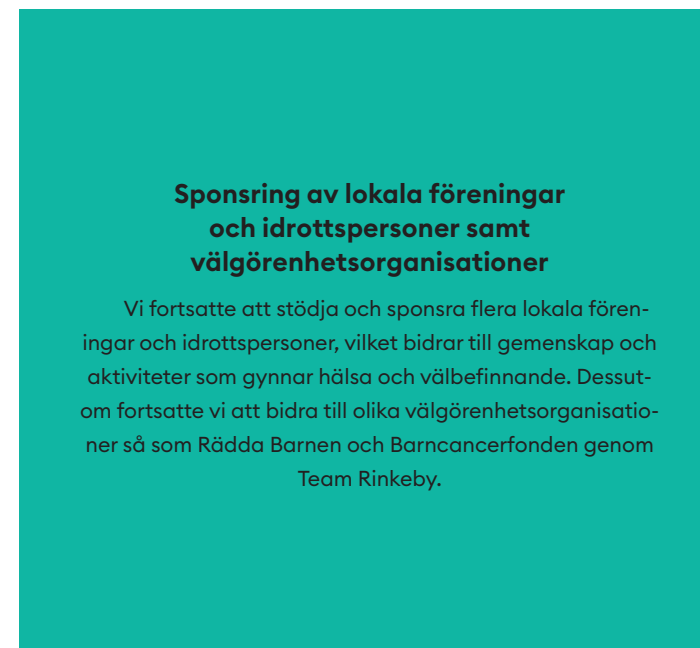 Sponsring av lokala föreningar
och idrottspersoner samt
välgörenhetsorganisationer
Vi fortsatte att stödja och sponsra flera lokala fören-
ingar och idrottspersoner, vilket bidrar till gemenskap och
aktiviteter som gynnar hälsa och välbefinnande. Dessut-
om fortsatte vi att bidra till olika välgörenhetsorganisatio-
ner så som Rädda Barnen och Barncancerfonden genom
Team Rinkeby.